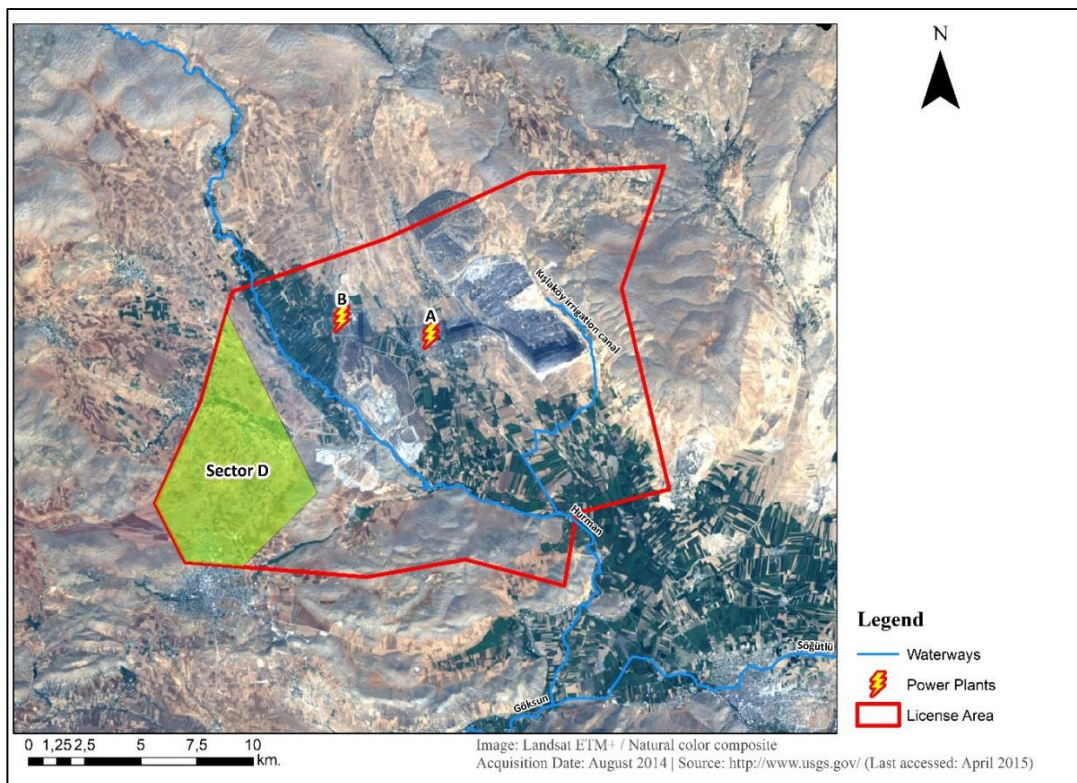 N
Kışlaköy irrigation canal
B
A
Sector D
Hurman
Söğütlü
Göksun
Legend
Waterways
Power Plants
License Area
0 1,25 2,5 5 7,5 10
km.
Image: Landsat ETM+ / Natural color composite
Acquisition Date: August 2014 | Source: http://www.usgs.gov/ (Last accessed: April 2015)